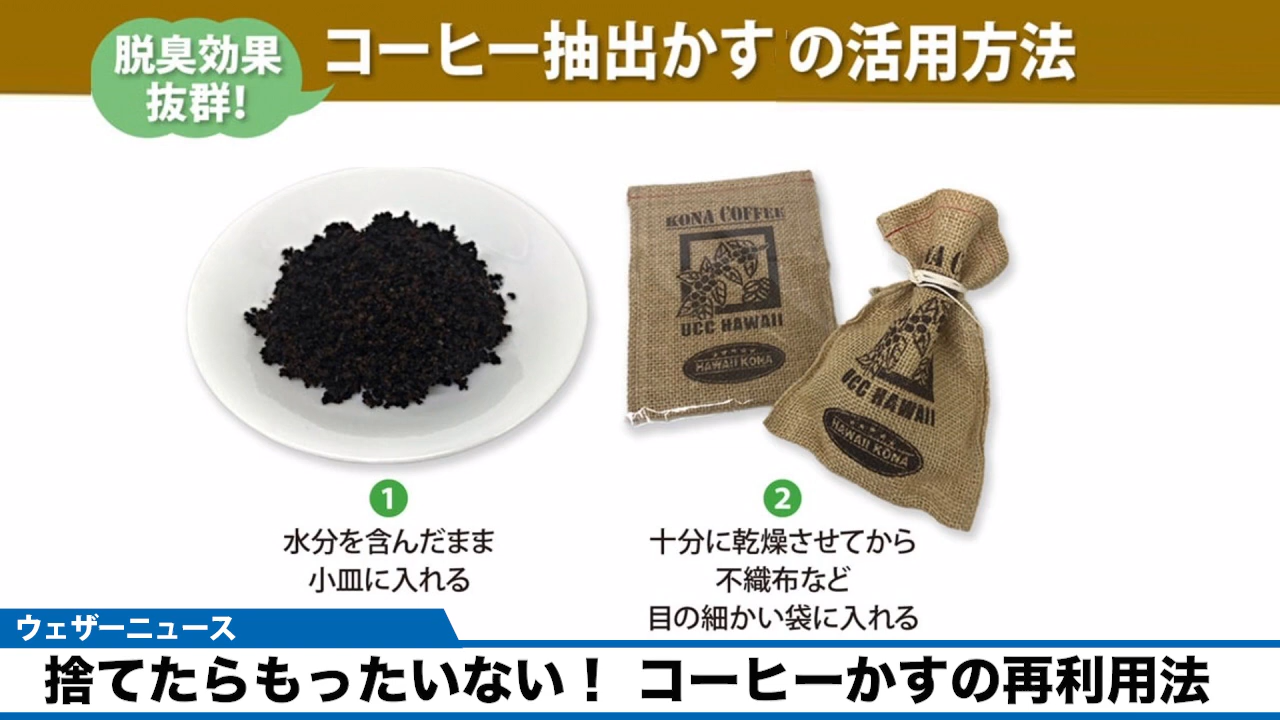 脱臭効果
抜群!
コーヒー抽出かすの活用方法
KONA COFFEE
UCC HAWAII
HAWAII KONA
UCC HAWAII
HAWAII KONA
1
水分を含んだまま
小皿に入れる
2
十分に乾燥させてから
不織布など
目の細かい袋に入れる
ウェザーニュース
捨てたらもったいない! コーヒーかすの再利用法